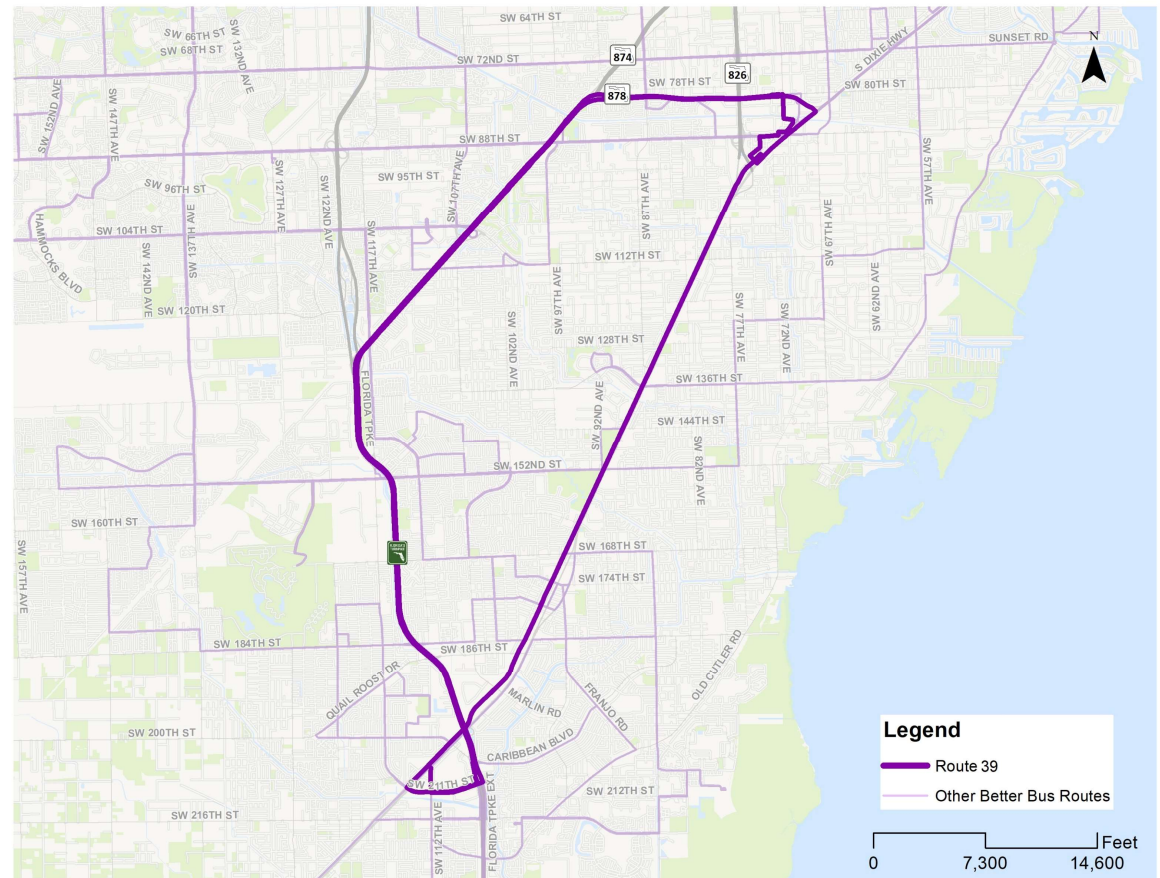 SW 64TH ST
SW 66TH ST
SW 68TH ST
SW 132ND AVE
SUNSET RD
N
S DIXIE HWY
SW 72ND ST
874
826
SW 78TH ST
SW 80TH ST
878
SW 152ND AVE
SW 147TH AVE
SW 88TH ST
SW 57TH AVE
SW 127TH AVE
SW 122ND AVE
SW 95TH ST
SW 107TH AVE
SW 96TH ST
SW 87TH AVE
SW 67TH AVE
HAMMOCKS BLVD
SW 104TH ST
SW 137TH AVE
SW 142ND AVE
SW 117TH AVE
SW 112TH ST
SW 62ND AVE
SW 97TH AVE
SW 120TH ST
SW 102ND AVE
SW 77TH AVE
SW 72ND AVE
SW 128TH ST
FLORIDA TPKE
SW 136TH ST
SW 92ND AVE
SW 144TH ST
SW 82ND AVE
SW 152ND ST
SW 160TH ST
SW 157TH AVE
SW 168TH ST
SW 174TH ST
SW 184TH ST
SW 186TH ST
OLD CUTLER RD
QUAIL ROOST DR
MARLIN RD
FRANJO RD
SW 200TH ST
CARIBBEAN BLVD
SW 211TH ST
SW 212TH ST
SW 216TH ST
SW 112TH AVE
FLORIDA TPKE EXT
Legend
Route 39
Other Better Bus Routes
Feet
0 7,300 14,600